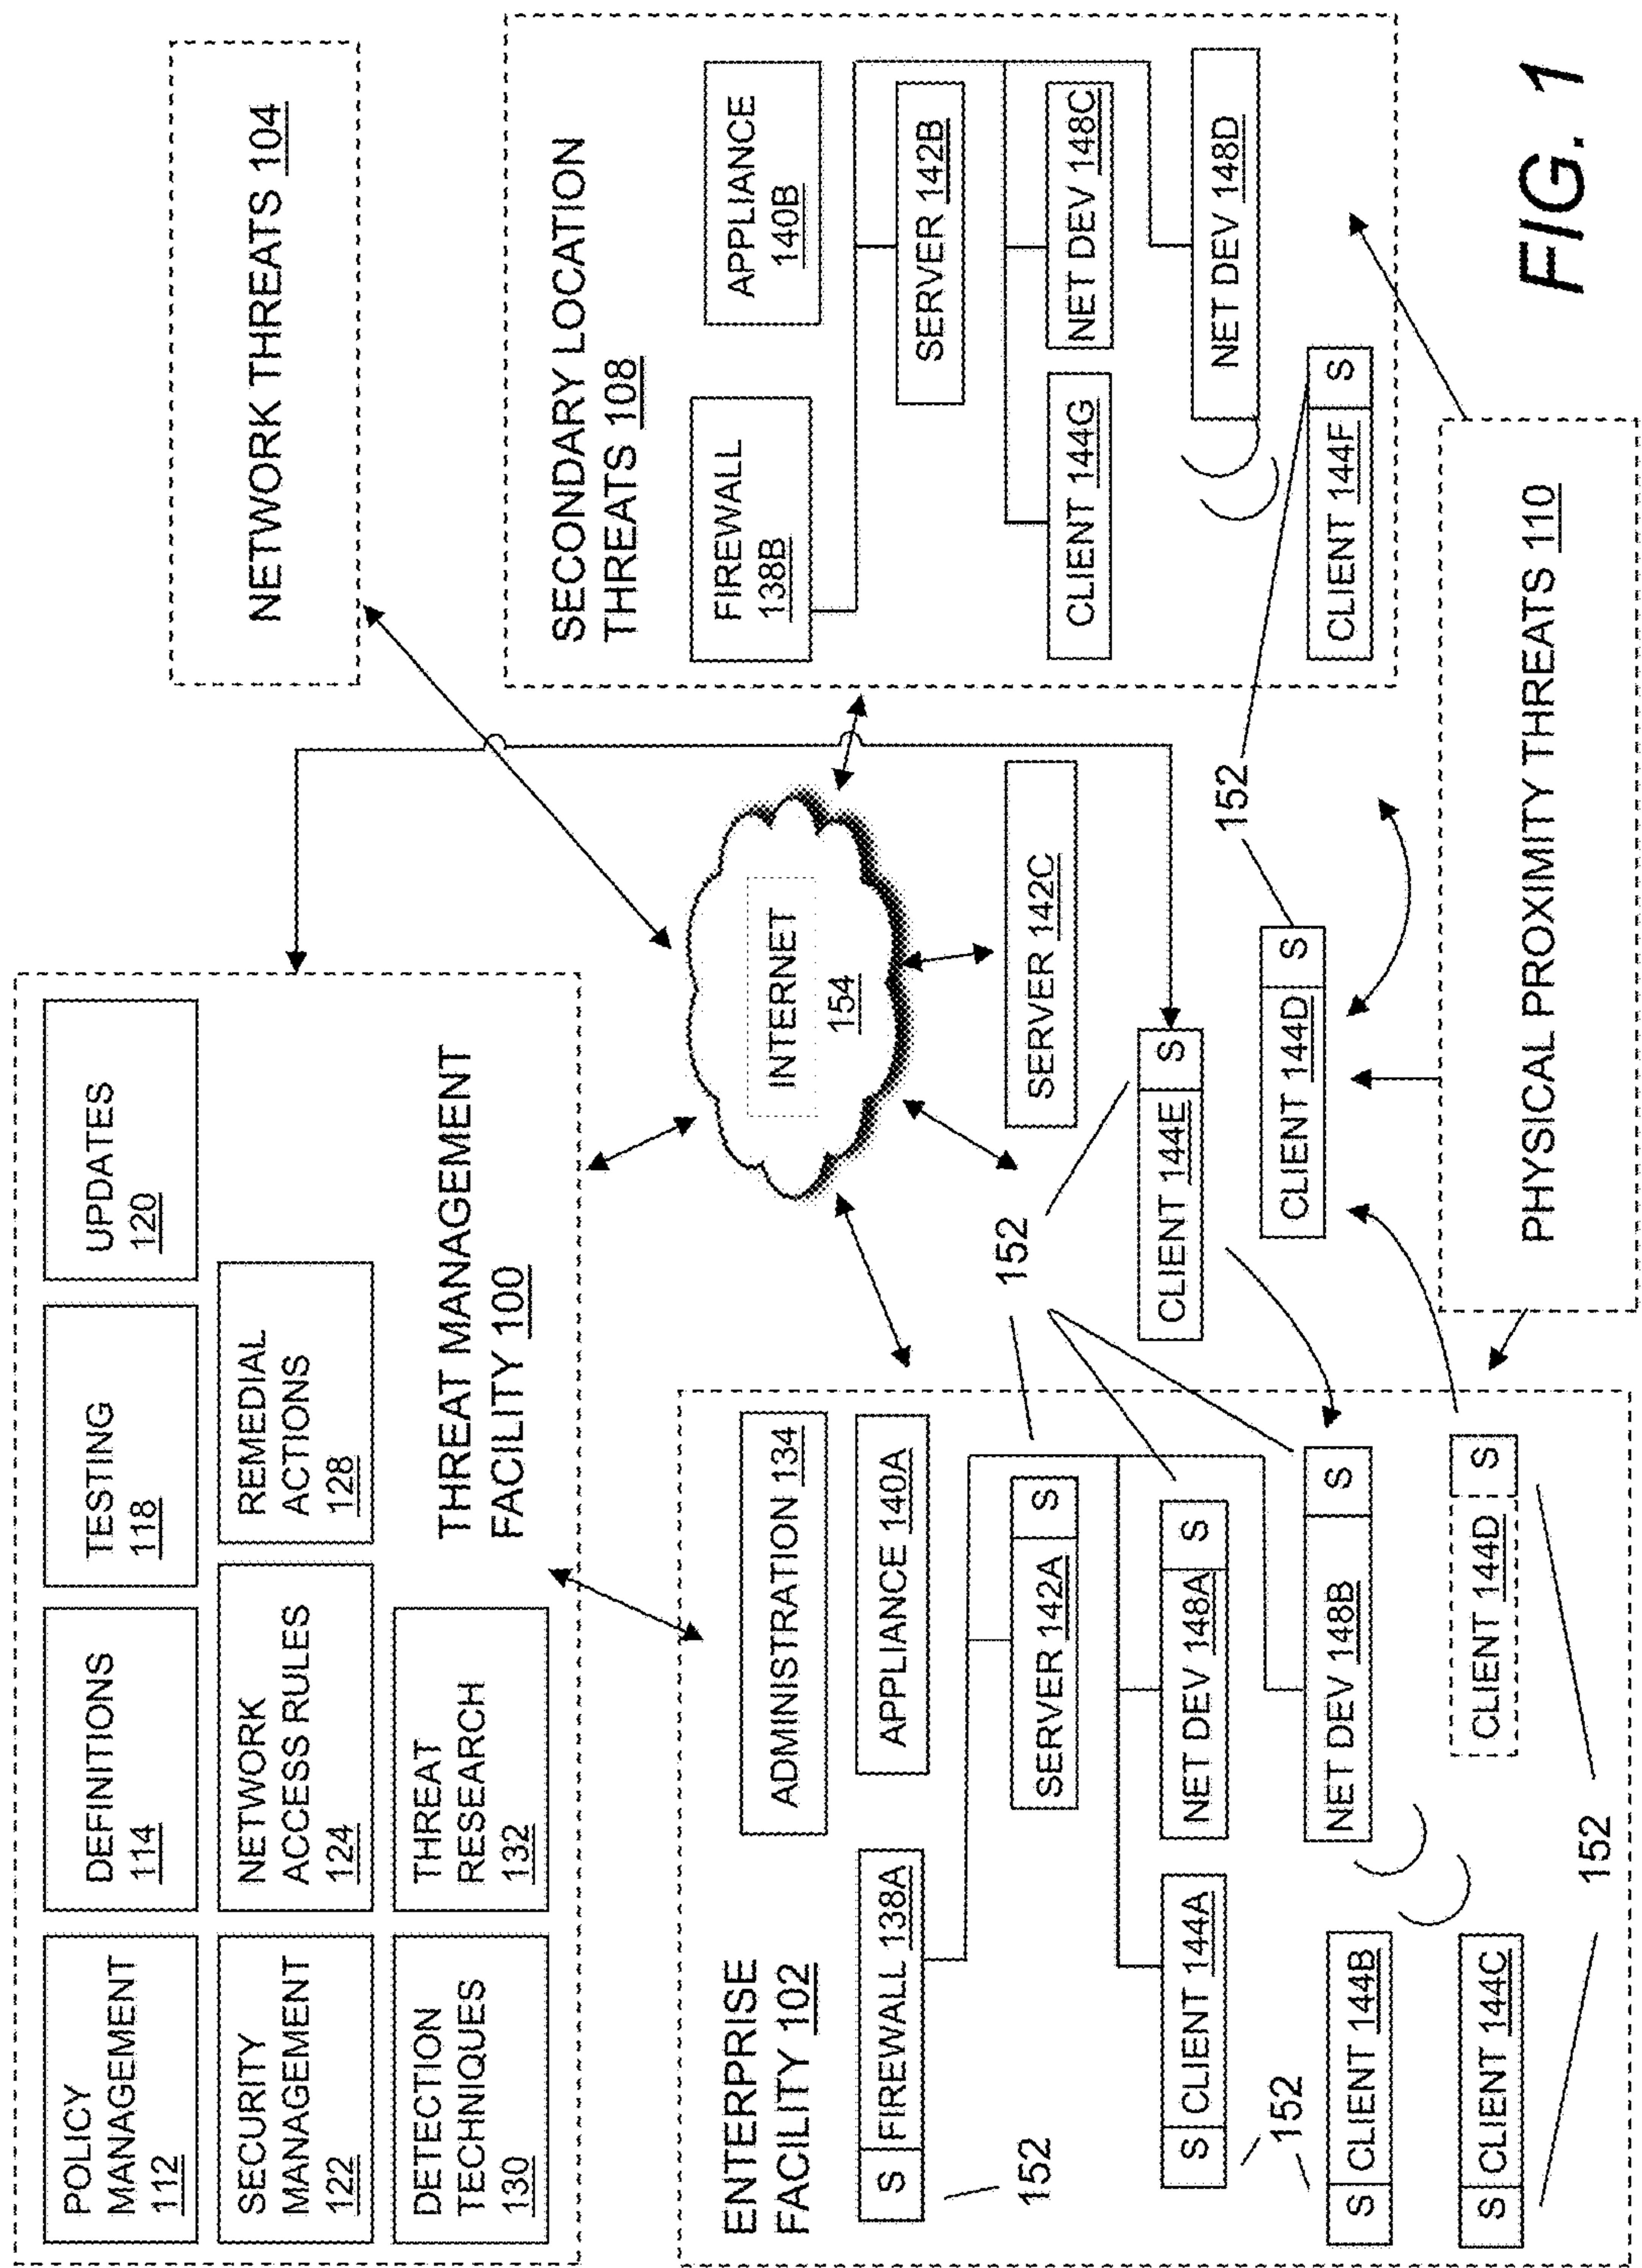 POLICY
MANAGEMENT
112
DEFINITIONS
114
TESTING
118
UPDATES
120
SECURITY
MANAGEMENT
122
NETWORK
ACCESS RULES
124
REMEDIAL
ACTIONS
128
DETECTION
TECHNIQUES
130
THREAT
RESEARCH
132
THREAT MANAGEMENT
FACILITY 100
NETWORK THREATS 104
INTERNET
154
SERVER 142C
SECONDARY LOCATION
THREATS 108
FIREWALL
138B
APPLIANCE
140B
SERVER 142B
CLIENT 144G
NET DEV 148C
NET DEV 148D
CLIENT 144F S
152
ENTERPRISE
FACILITY 102
ADMINISTRATION 134
S FIREWALL 138A
APPLIANCE 140A
152
SERVER 142A S
152
S CLIENT 144A
NET DEV 148A S
CLIENT 144E S
152
S CLIENT 144B
NET DEV 148B S
CLIENT 144D S
S CLIENT 144C
CLIENT 144D S
152
PHYSICAL PROXIMITY THREATS 110
FIG. 1